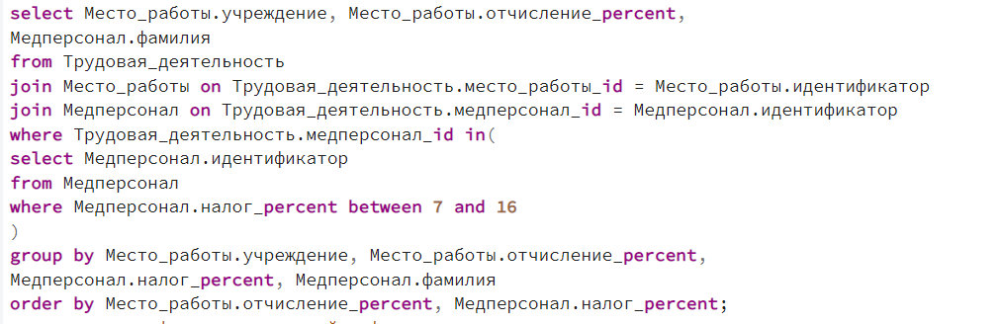 select Место_работы.учреждение, Место_работы.отчисление_percent,
Медперсонал.фамилия
from Трудовая_деятельность
join Место_работы on Трудовая_деятельность.место_работы_id = Место_работы.идентификатор
join Медперсонал on Трудовая_деятельность.медперсонал_id = Медперсонал.идентификатор
where Трудовая_деятельность.медперсонал_id in(
select Медперсонал.идентификатор
from Медперсонал
where Медперсонал.налог_percent between 7 and 16
)
group by Место_работы.учреждение, Место_работы.отчисление_percent,
Медперсонал.налог_percent, Медперсонал.фамилия
order by Место_работы.отчисление_percent, Медперсонал.налог_percent;